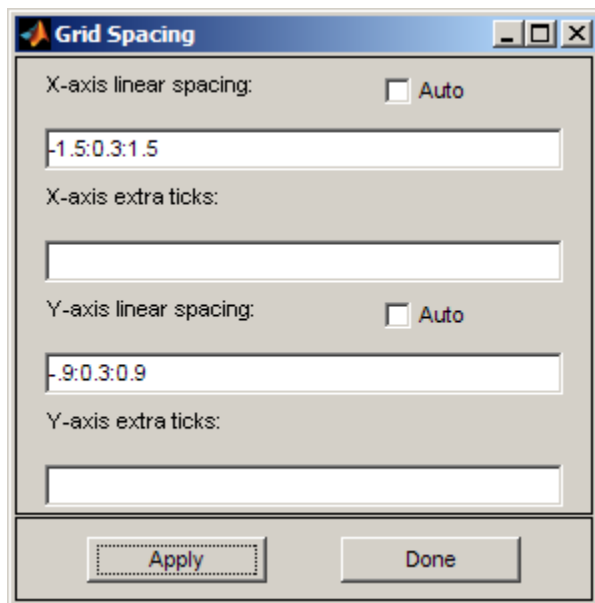 Grid Spacing
X-axis linear spacing: Auto
-1.5:0.3:1.5
X-axis extra ticks:
Y-axis linear spacing: Auto
-.9:0.3:0.9
Y-axis extra ticks:
Apply Done